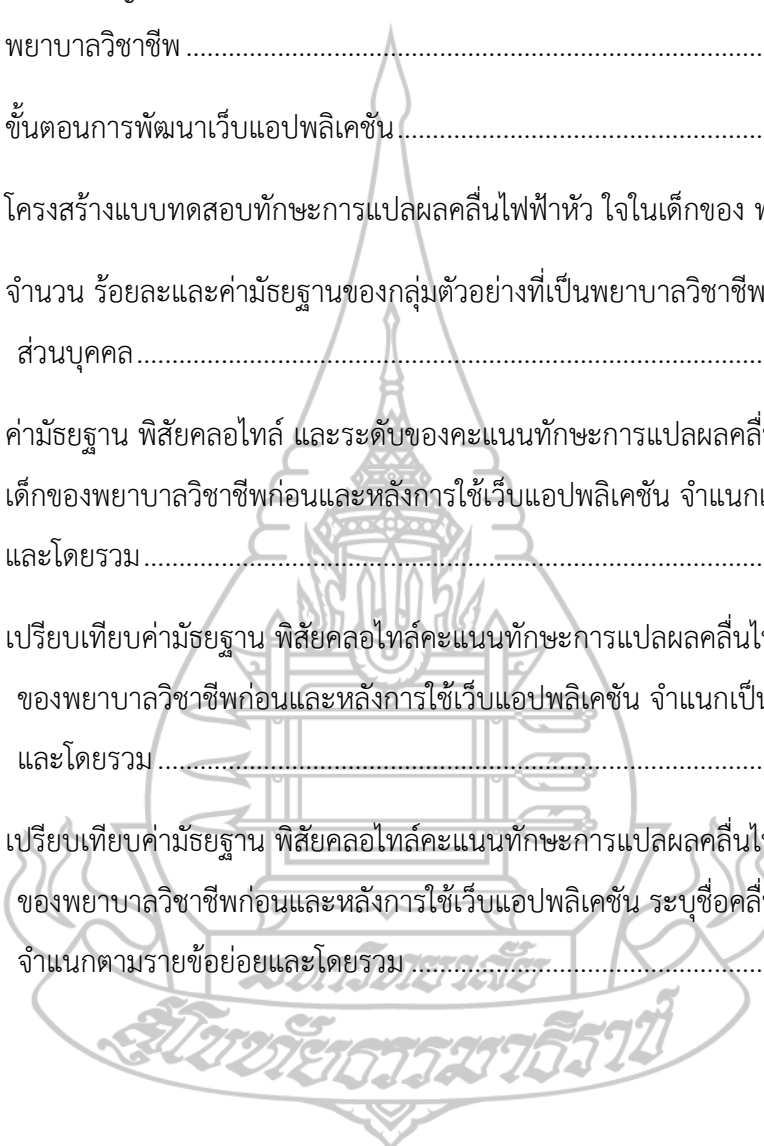 พยาบาลวิชาชีพ ................................................................................
ขั้นตอนการพัฒนาเว็บแอปพลิเคชัน ....................................................
โครงสร้างแบบทดสอบทักษะการแปลผลคลื่นไฟฟ้าหัว ใจในเด็กของ
จำนวน ร้อยละและค่ามัธยฐานของกลุ่มตัวอย่างที่เป็นพยาบาลวิชาชีพ
ส่วนบุคคล ........................................................................................
ค่ามัธยฐาน พิสัยคลอไทล์ และระดับของคะแนนทักษะการแปลผลคลื่
เด็กของพยาบาลวิชาชีพก่อนและหลังการใช้เว็บแอปพลิเคชัน จำแนก
และโดยรวม ......................................................................................
เปรียบเทียบค่ามัธยฐาน พิสัยคลอไทล์คะแนนทักษะการแปลผลคลื่น
ของพยาบาลวิชาชีพก่อนและหลังการใช้เว็บแอปพลิเคชัน จำแนกเป็น
และโดยรวม ......................................................................................
เปรียบเทียบค่ามัธยฐาน พิสัยคลอไทล์คะแนนทักษะการแปลผลคลื่น
ของพยาบาลวิชาชีพก่อนและหลังการใช้เว็บแอปพลิเคชัน ระบุชื่อคลื่
จำแนกตามรายข้อย่อยและโดยรวม ....................................................
มหาวิทยาลัย
สุโขทัยธรรมาธิราช